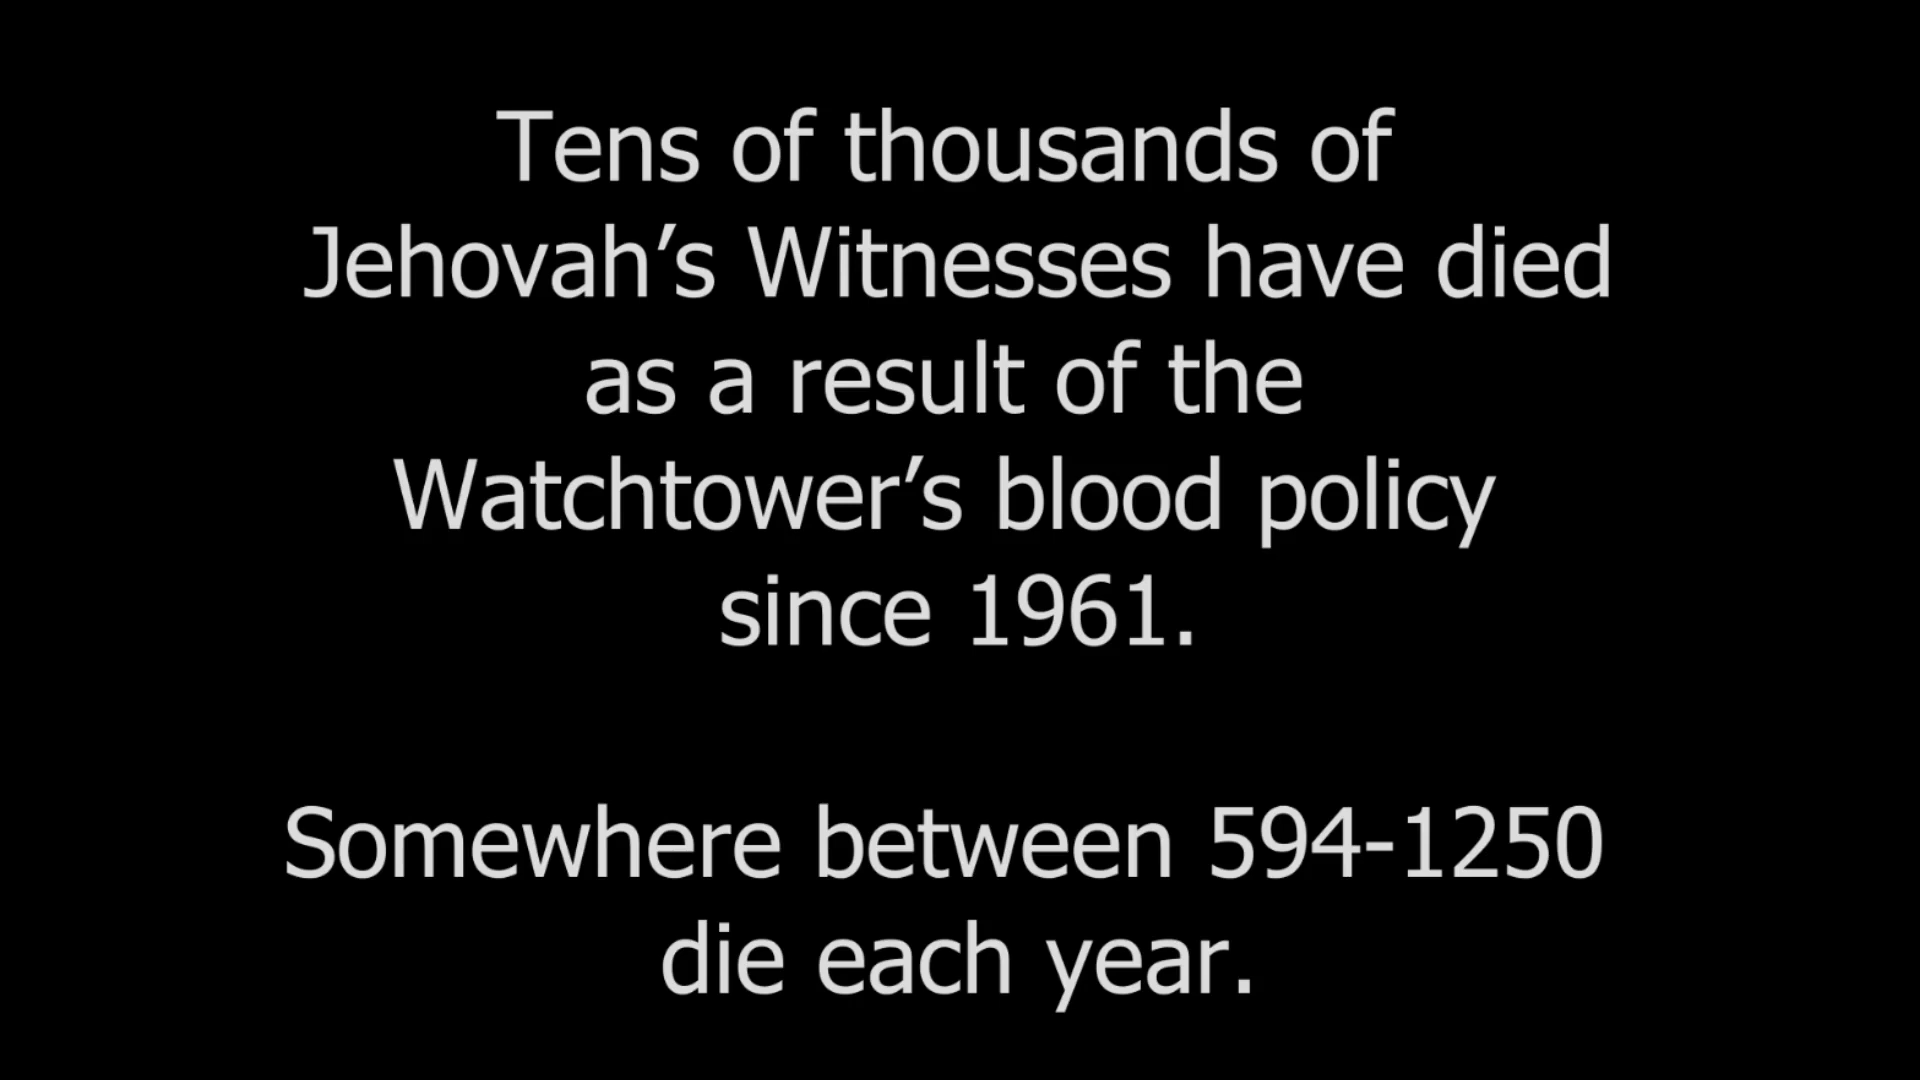 Tens of thousands of
Jehovah’s Witnesses have died
as a result of the
Watchtower’s blood policy
since 1961.
Somewhere between 594-1250
die each year.